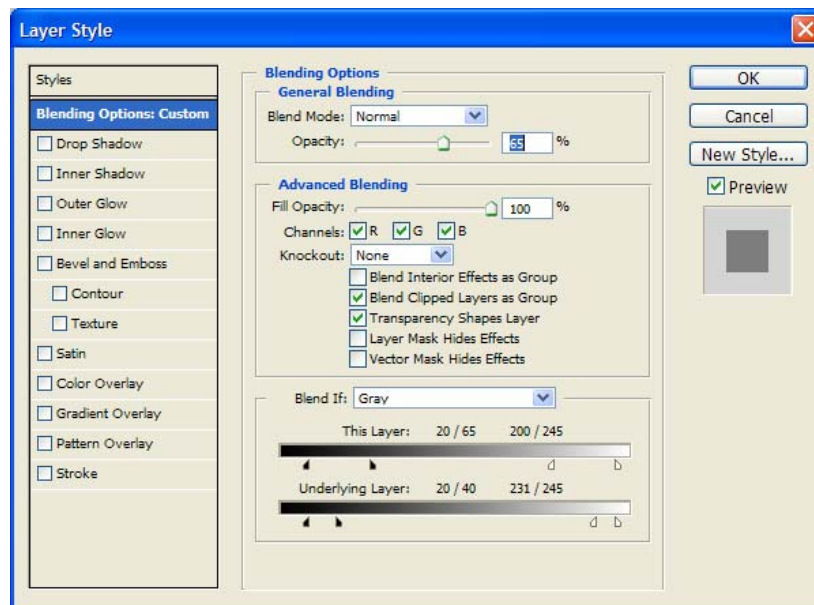 Layer Style
Styles
Blending Options: Custom
Drop Shadow
Inner Shadow
Outer Glow
Inner Glow
Bevel and Emboss
Contour
Texture
Satin
Color Overlay
Gradient Overlay
Pattern Overlay
Stroke
Blending Options
General Blending
Blend Mode: Normal
Opacity: 65 %
Advanced Blending
Fill Opacity: 100 %
Channels: R G B
Knockout: None
Blend Interior Effects as Group
Blend Clipped Layers as Group
Transparency Shapes Layer
Layer Mask Hides Effects
Vector Mask Hides Effects
Blend If: Gray
This Layer: 20 / 65 200 / 245
Underlying Layer: 20 / 40 231 / 245
OK
Cancel
New Style...
Preview